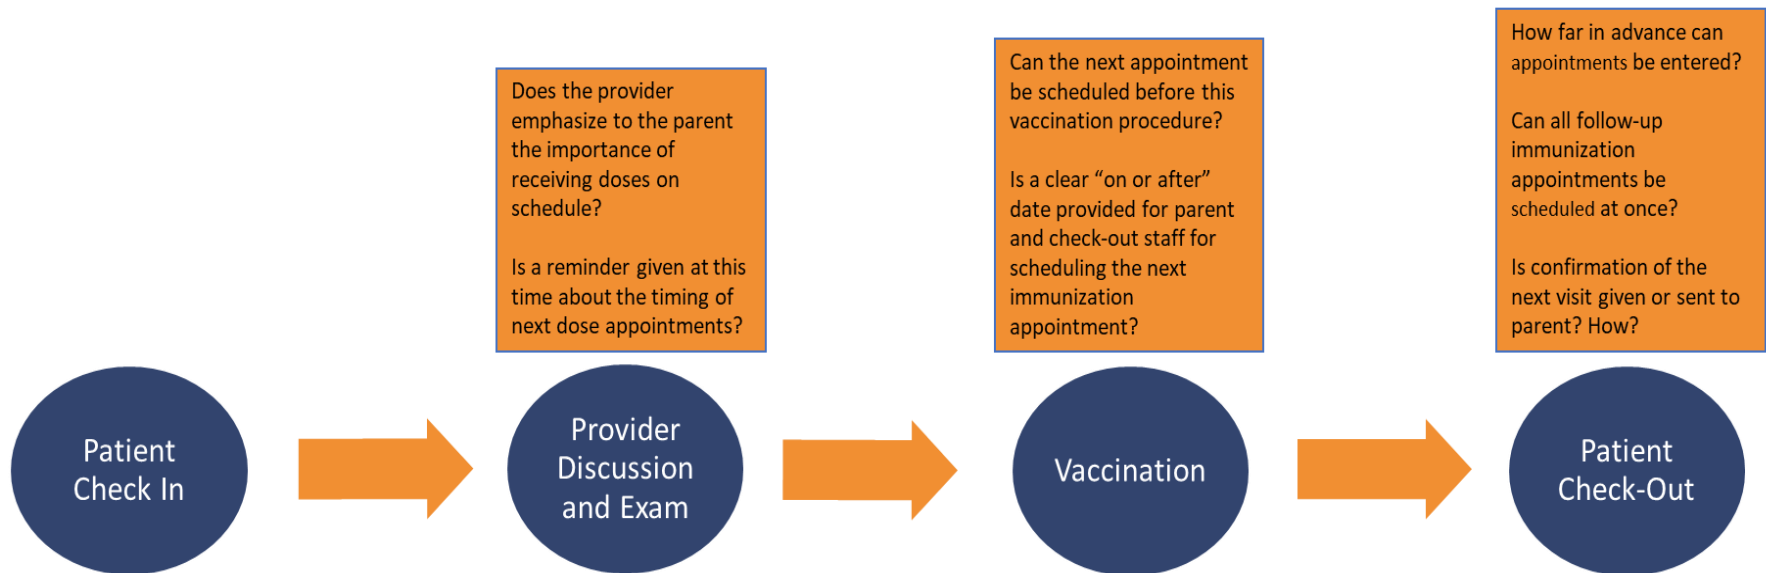 Does the provider
emphasize to the parent
the importance of
receiving doses on
schedule?
Is a reminder given at this
time about the timing of
next dose appointments?
Can the next appointment
be scheduled before this
vaccination procedure?
Is a clear “on or after”
date provided for parent
and check-out staff for
scheduling the next
immunization
appointment?
How far in advance can
appointments be entered?
Can all follow-up
immunization
appointments be
scheduled at once?
Is confirmation of the
next visit given or sent to
parent? How?
Patient
Check In
Provider
Discussion
and Exam
Vaccination
Patient
Check-Out